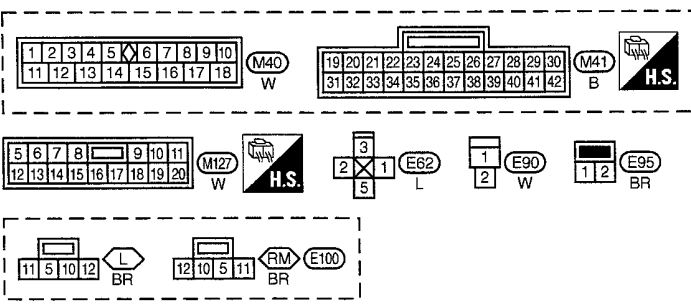 1 2 3 4 5 6 7 8 9 10
11 12 13 14 15 16 17 18
M40
W
19 20 21 22 23 24 25 26 27 28 29 30
31 32 33 34 35 36 37 38 39 40 41 42
M41
B
H.S.
5 6 7 8 9 10 11
12 13 14 15 16 17 18 19 20
M127
W
H.S.
3
2 1
5
E62
L
1
2
E90
W
1 2
E95
BR
11 5 10 12
L
BR
12 10 5 11
RM
BR
E100